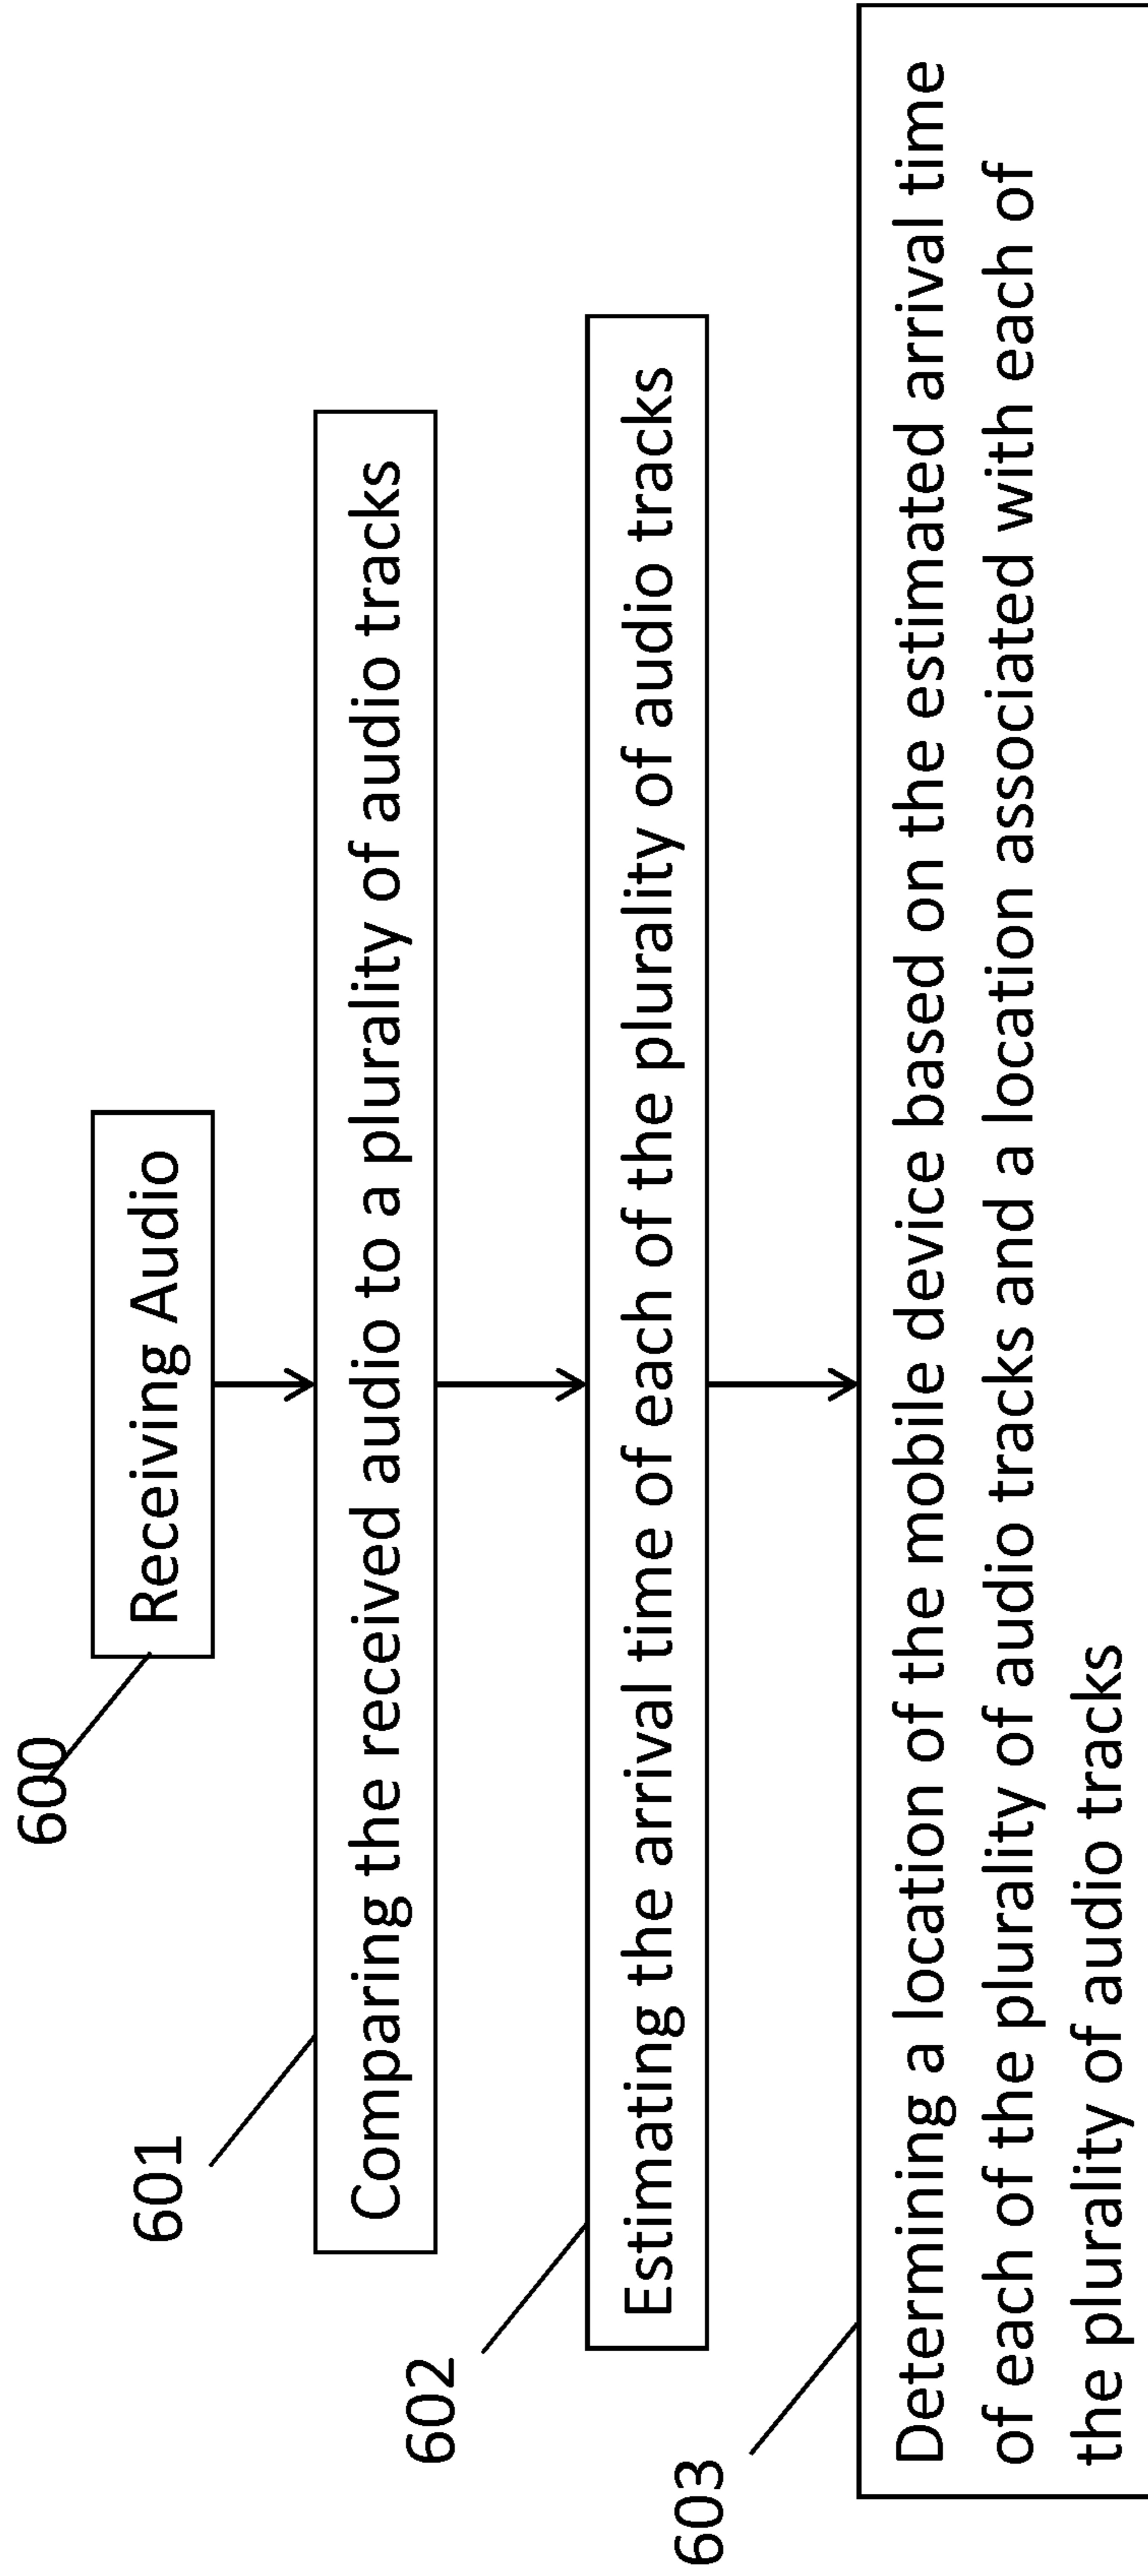 600
Receiving Audio
601
Comparing the received audio to a plurality of audio tracks
602
Estimating the arrival time of each of the plurality of audio tracks
603
Determining a location of the mobile device based on the estimated arrival time
of each of the plurality of audio tracks and a location associated with each of
the plurality of audio tracks